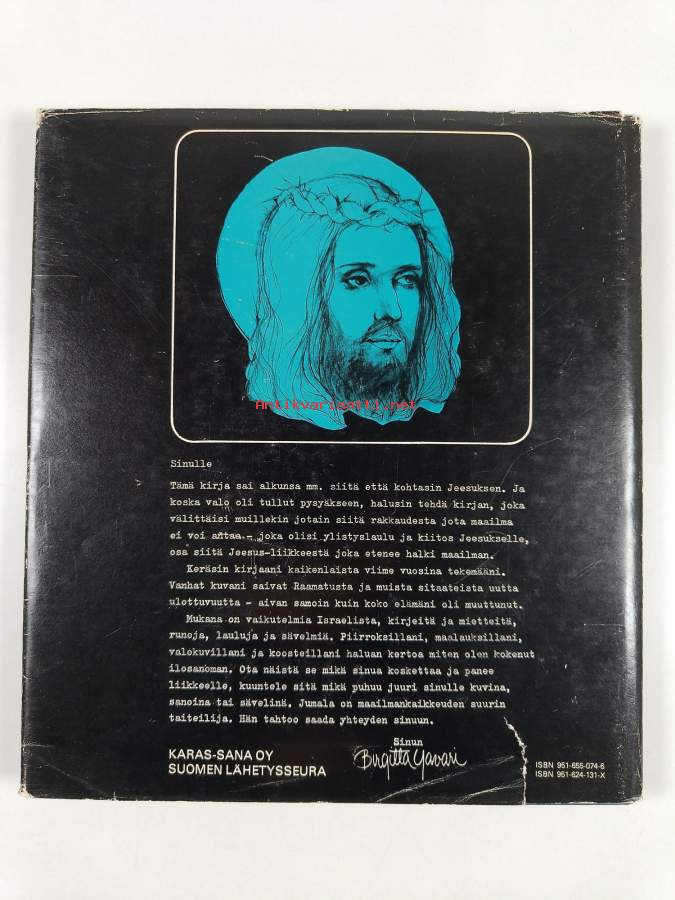 Antikvariaatti.net
Sinulle
Tämä kirja sai alkunsa mm. siitä että kohtasin Jeesuksen. Ja
koska valo oli tullut pysyäkseen, halusin tehdä kirjan, joka
välittäisi muillekin jotain siitä rakkaudesta jota maailma
ei voi antaa - joka olisi ylistyslaulu ja kiitos Jeesukselle,
osa siitä Jeesus-liikkeestä joka etenee halki maailman.
Keräsin kirjaani kaikenlaista viime vuosina tekemääni.
Vanhat kuvani saivat Raamatusta ja muista sitaateista uutta
ulottuvuutta - aivan samoin kuin koko elämäni oli muuttunut.
Mukana on vaikutelmia Israelista, kirjeitä ja mietteitä,
runoja, lauluja ja sävelmiä. Piirroksillani, maalauksillani,
valokuvillani ja koosteillani haluan kertoa miten olen kokenut
ilosanoman. Ota näistä se mikä sinua koskettaa ja panee
liikkeelle, kuuntele sitä mikä puhuu juuri sinulle kuvina,
sanoina tai sävelinä. Jumala on maailmankaikkeuden suurin
taiteilija. Hän tahtoo saada yhteyden sinuun.
Sinun
Birgitta Yavari
KARAS-SANA OY
SUOMEN LÄHETYSSEURA
ISBN 951-655-074-6
ISBN 951-624-131-X